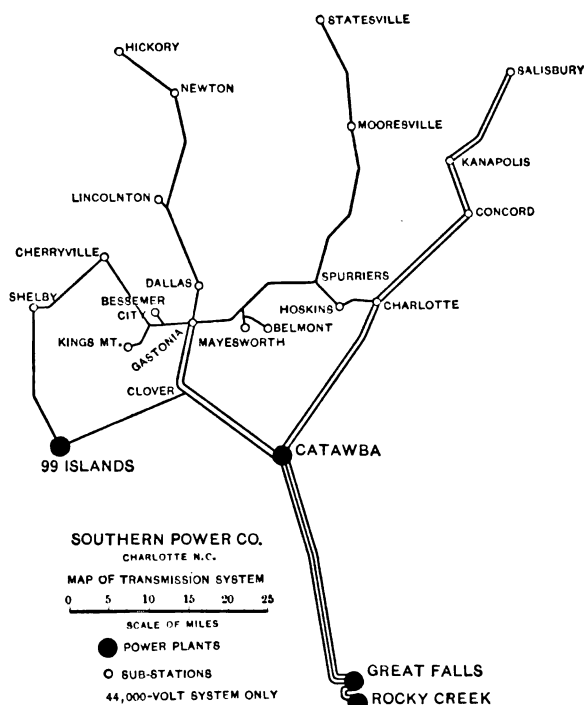 STATESVILLE
HICKORY
SALISBURY
NEWTON
MOORESVILLE
KANAPOLIS
LINCOLNTON
CONCORD
CHERRYVILLE
SPURRIERS
DALLAS
SHELBY
BESSEMER
CITY
HOSKINS
CHARLOTTE
BELMONT
KINGS MT.
GASTONIA
MAYESWORTH
CLOVER
CATAWBA
99 ISLANDS
SOUTHERN POWER CO.
CHARLOTTE N.C.
MAP OF TRANSMISSION SYSTEM
0 5 10 15 20 25
SCALE OF MILES
POWER PLANTS
SUB-STATIONS
44,000-VOLT SYSTEM ONLY
GREAT FALLS
ROCKY CREEK